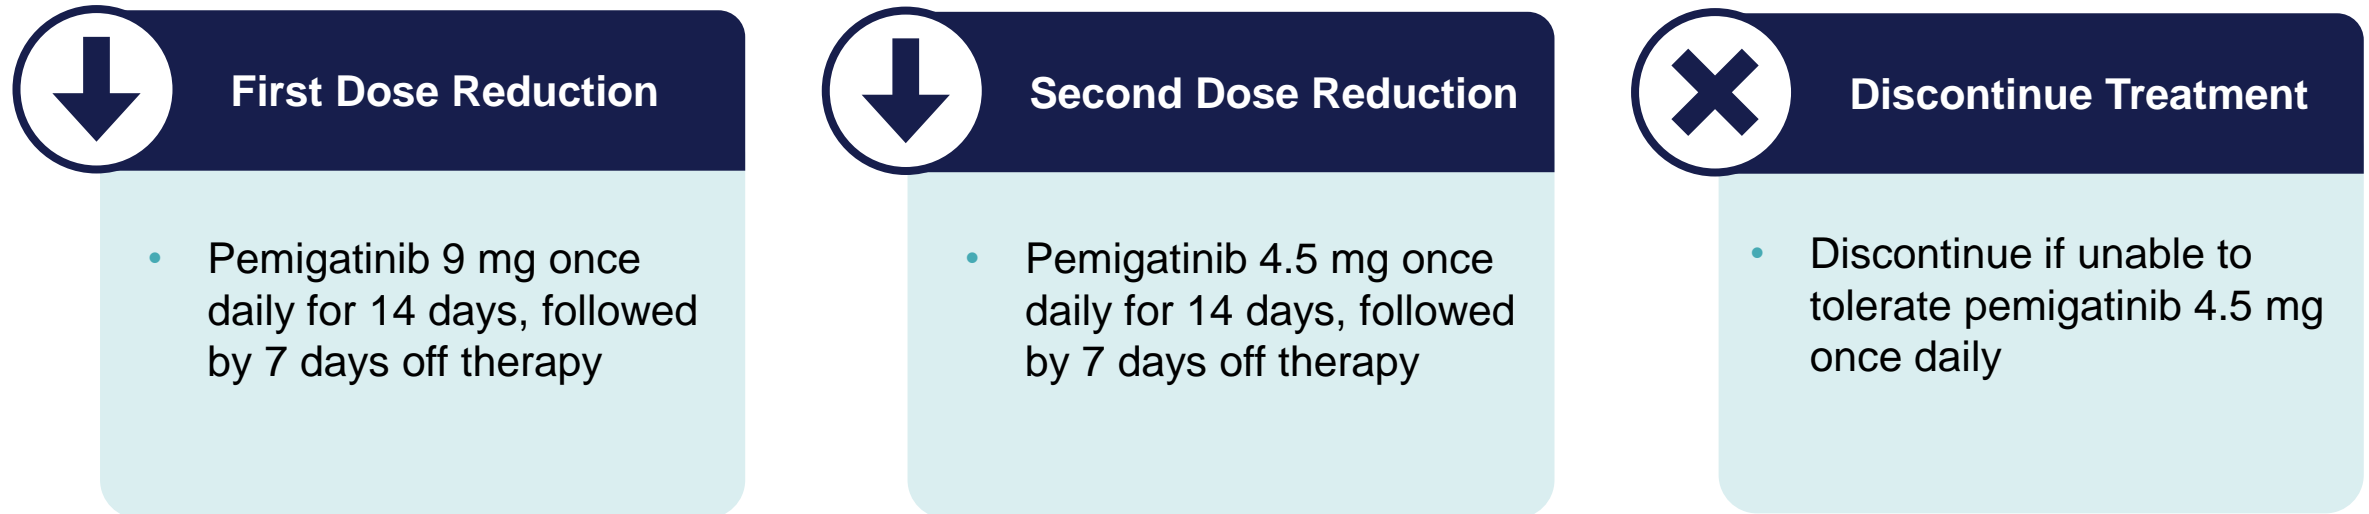 First Dose Reduction
• Pemigatinib 9 mg once
daily for 14 days, followed
by 7 days off therapy
Second Dose Reduction
• Pemigatinib 4.5 mg once
daily for 14 days, followed
by 7 days off therapy
Discontinue Treatment
• Discontinue if unable to
tolerate pemigatinib 4.5 mg
once daily